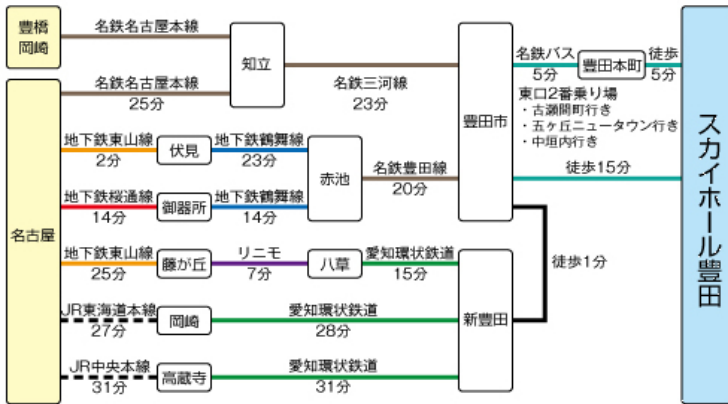 豊橋
岡崎
名鉄名古屋本線
名鉄名古屋本線
25分
知立
名鉄三河線
23分
名古屋
地下鉄東山線
2分
伏見
地下鉄鶴舞線
23分
地下鉄桜通線
14分
御器所
地下鉄鶴舞線
14分
赤池
名鉄豊田線
20分
豊田市
地下鉄東山線
25分
藤が丘
リニモ
7分
八草
愛知環状鉄道
15分
JR東海道本線
27分
岡崎
愛知環状鉄道
28分
JR中央本線
31分
高蔵寺
愛知環状鉄道
31分
新豊田
名鉄バス
5分
豊田本町
徒歩
5分
東口2番乗り場
・古瀬間町行き
・五ヶ丘ニュータウン行き
・中垣内行き
徒歩15分
徒歩1分
スカイホール豊田